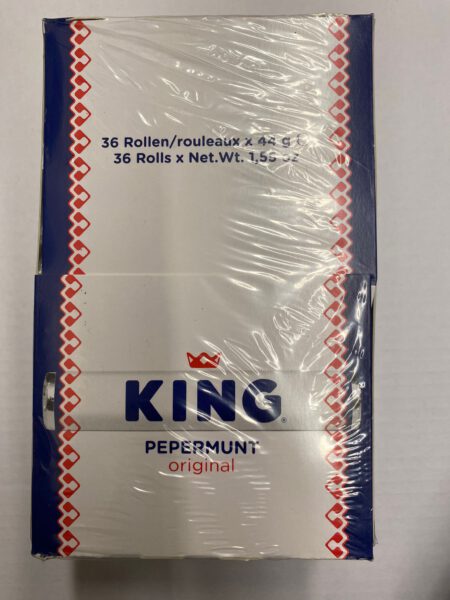 36 Rollen/rouleaux x 44 g ℮
36 Rolls x Net.Wt. 1,55 oz
KING®
PEPERMUNT
original